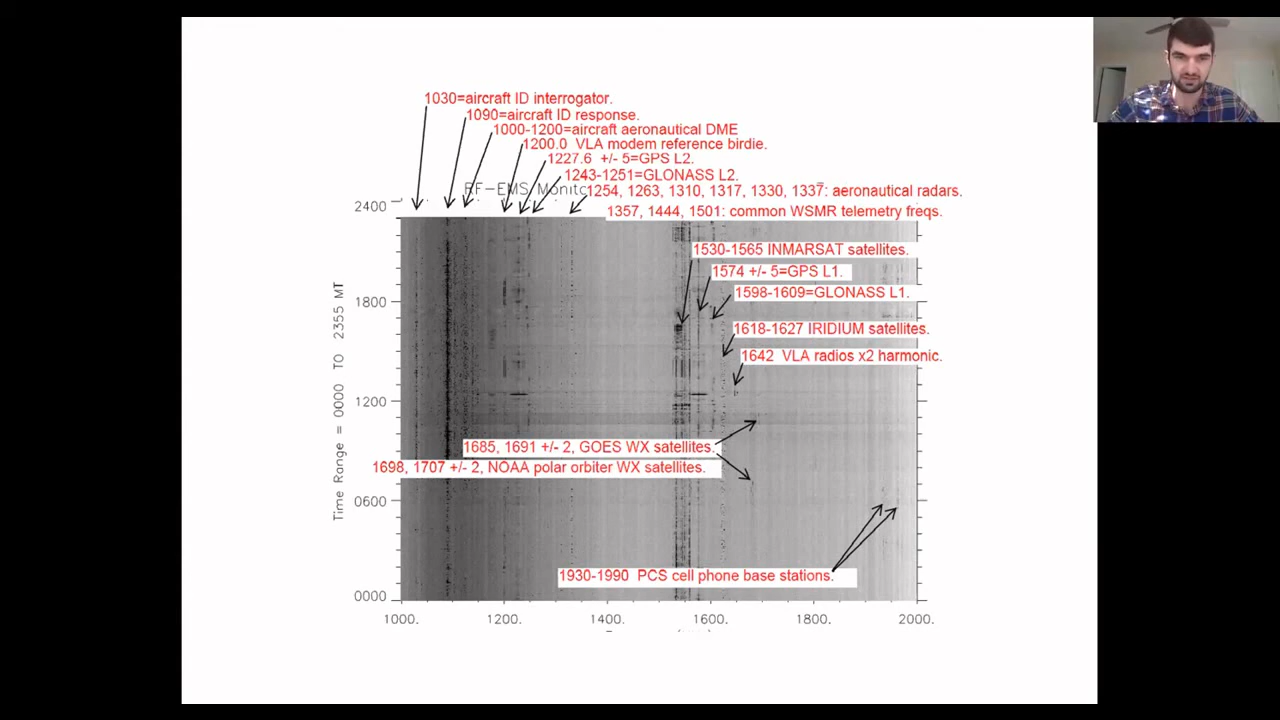 1030=aircraft ID interrogator.
1090=aircraft ID response.
1000-1200=aircraft aeronautical DME
1200.0 VLA modem reference birdie.
1227.6 +/- 5=GPS L2.
1243-1251=GLONASS L2.
RF-EMS Monito
1254, 1263, 1310, 1317, 1330, 1337: aeronautical radars.
1357, 1444, 1501: common WSMR telemetry freqs.
2400
1530-1565 INMARSAT satellites.
1574 +/- 5=GPS L1.
1598-1609=GLONASS L1.
1800
1618-1627 IRIDIUM satellites.
1642 VLA radios x2 harmonic.
Time Range = 0000 TO 2355 MT
1200
1685, 1691 +/- 2, GOES WX satellites.
1698, 1707 +/- 2, NOAA polar orbiter WX satellites.
0600
1930-1990 PCS cell phone base stations.
0000
1000. 1200. 1400. 1600. 1800. 2000.